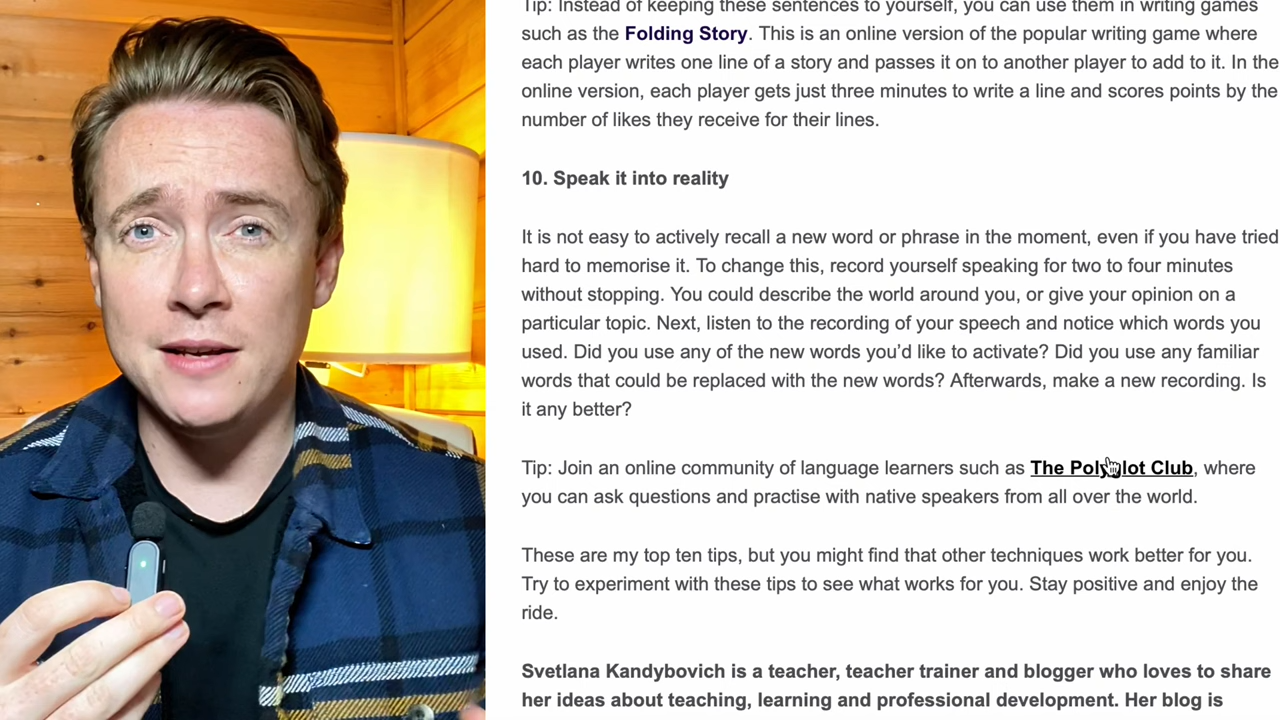 Tip: Instead of keeping these sentences to yourself, you can use them in writing games
such as the Folding Story. This is an online version of the popular writing game where
each player writes one line of a story and passes it on to another player to add to it. In the
online version, each player gets just three minutes to write a line and scores points by the
number of likes they receive for their lines.
10. Speak it into reality
It is not easy to actively recall a new word or phrase in the moment, even if you have tried
hard to memorise it. To change this, record yourself speaking for two to four minutes
without stopping. You could describe the world around you, or give your opinion on a
particular topic. Next, listen to the recording of your speech and notice which words you
used. Did you use any of the new words you’d like to activate? Did you use any familiar
words that could be replaced with the new words? Afterwards, make a new recording. Is
it any better?
Tip: Join an online community of language learners such as The Polyglot Club, where
you can ask questions and practise with native speakers from all over the world.
These are my top ten tips, but you might find that other techniques work better for you.
Try to experiment with these tips to see what works for you. Stay positive and enjoy the
ride.
Svetlana Kandybovich is a teacher, teacher trainer and blogger who loves to share
her ideas about teaching, learning and professional development. Her blog is